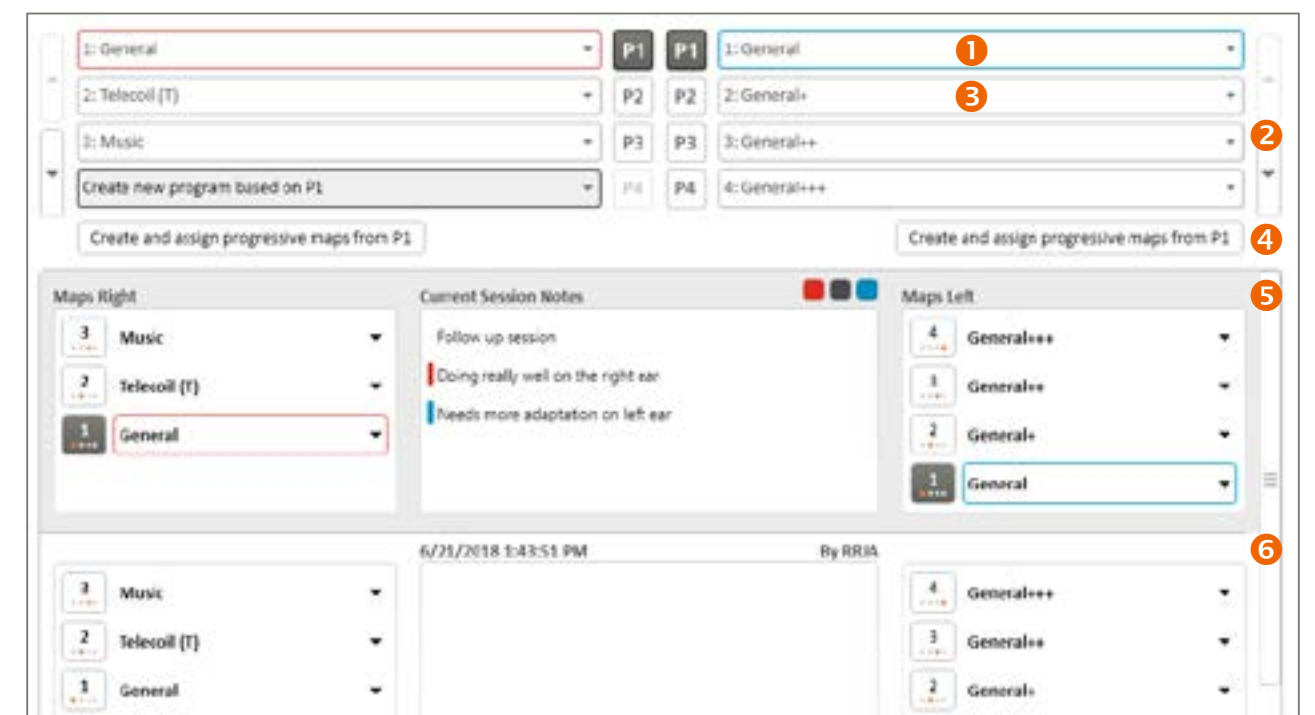 1: General P1 P1 1: General 1
2: Telecoil (T) P2 P2 2: General+ 3
3: Music P3 P3 3: General++ 2
Create new program based on P1 P4 P4 4: General+++
Create and assign progressive maps from P1 Create and assign progressive maps from P1 4
Maps Right Current Session Notes Maps Left 5
3 Music Follow up session 4 General+++
2 Telecoil (T) Doing really well on the right ear 3 General++
1 General Needs more adaptation on left ear 2 General+
1 General
6/21/2018 1:43:51 PM By RRJA 6
3 Music 4 General+++
2 Telecoil (T) 3 General++
1 General 2 General+